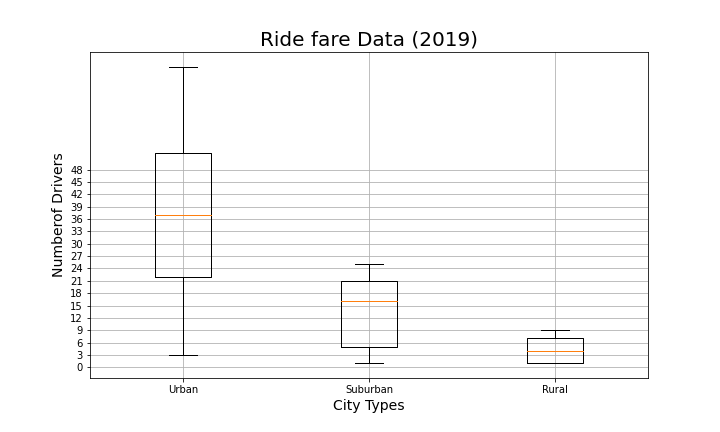 Ride fare Data (2019)
Numberof Drivers
48
45
42
39
36
33
30
27
24
21
18
15
12
9
6
3
0
Urban
Suburban
Rural
City Types